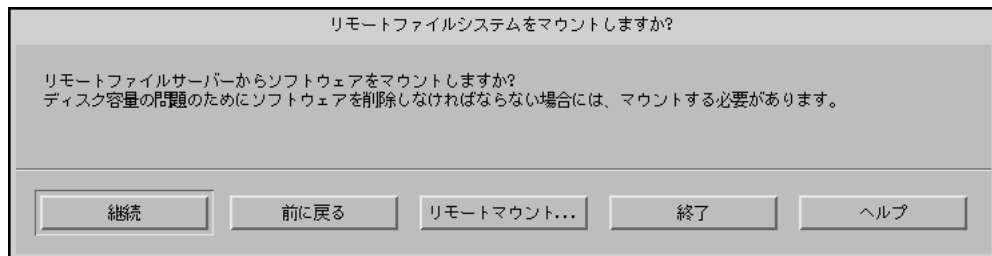 リモートファイルシステムをマウントしますか?
リモートファイルサーバーからソフトウェアをマウントしますか?
ディスク容量の問題のためにソフトウェアを削除しなければならない場合には、マウントする必要があります。
継続
前に戻る
リモートマウント...
終了
ヘルプ